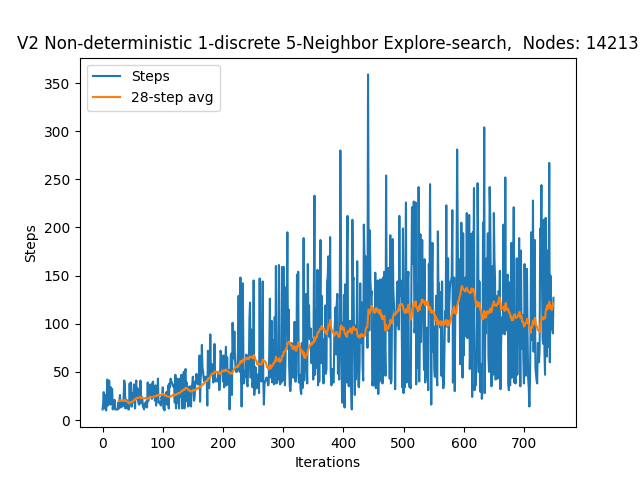 V2 Non-deterministic 1-discrete 5-Neighbor Explore-search,  Nodes: 14213
Steps
28-step avg
350
300
250
200
150
100
50
0
Steps
0 100 200 300 400 500 600 700
Iterations